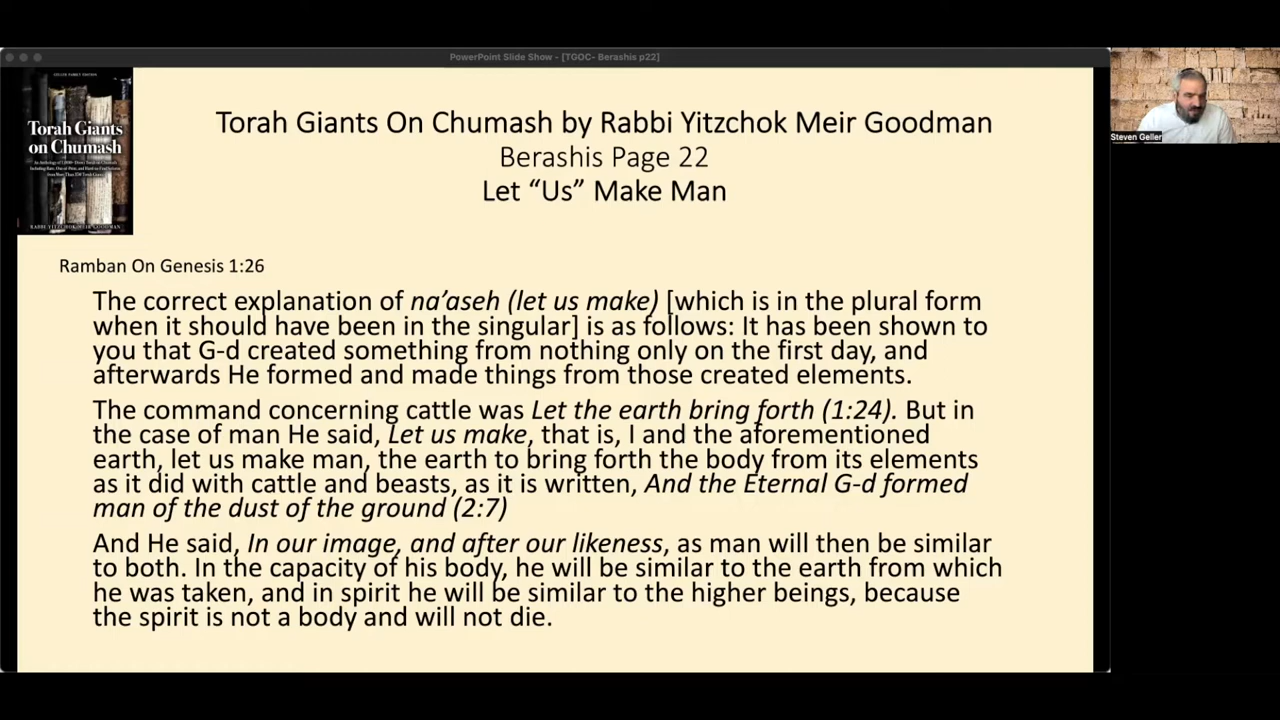 PowerPoint Slide Show - [TGOC- Berashis p22]
Torah Giants
on Chumash
RABBI YITZCHOK MEIR GOODMAN
Torah Giants On Chumash by Rabbi Yitzchok Meir Goodman
Berashis Page 22
Let “Us” Make Man
Steven Geller
Ramban On Genesis 1:26
The correct explanation of na’aseh (let us make) [which is in the plural form
when it should have been in the singular] is as follows: It has been shown to
you that G-d created something from nothing only on the first day, and
afterwards He formed and made things from those created elements.
The command concerning cattle was Let the earth bring forth (1:24). But in
the case of man He said, Let us make, that is, I and the aforementioned
earth, let us make man, the earth to bring forth the body from its elements
as it did with cattle and beasts, as it is written, And the Eternal G-d formed
man of the dust of the ground (2:7)
And He said, In our image, and after our likeness, as man will then be similar
to both. In the capacity of his body, he will be similar to the earth from which
he was taken, and in spirit he will be similar to the higher beings, because
the spirit is not a body and will not die.